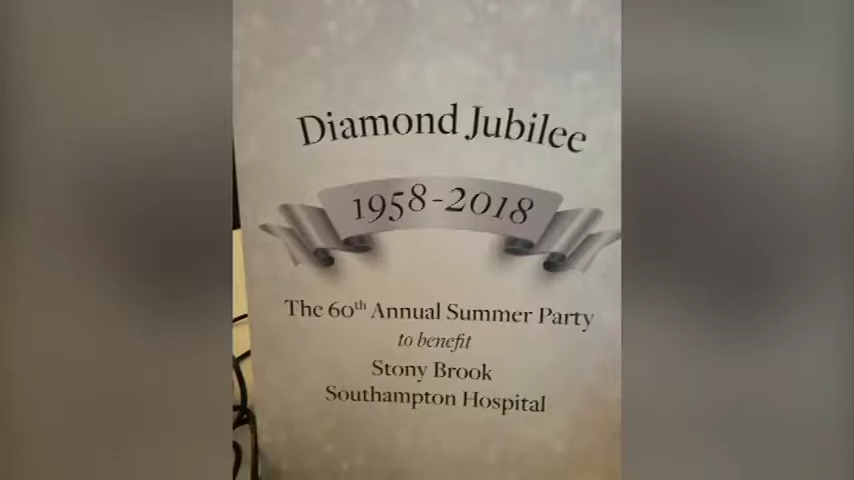 Diamond Jubilee
1958-2018
The 60th Annual Summer Party
to benefit
Stony Brook
Southampton Hospital